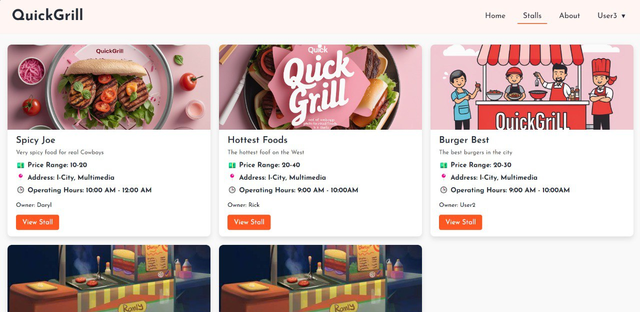 QuickGrill
Home Stalls About User3 ▾
QuickGrill
Quick
Grill
QuickGrill
Spicy Joe
Very spicy food for real Cowboys
Price Range: 10-20
Address: I-City, Multimedia
Operating Hours: 10:00 AM - 12:00 AM
Owner: Daryl
View Stall
Hottest Foods
The hottest foof on the West
Price Range: 20-40
Address: I-City, Multimedia
Operating Hours: 9:00 AM - 10:00AM
Owner: Rick
View Stall
Burger Best
The best burgers in the city
Price Range: 20-30
Address: I-City, Multimedia
Operating Hours: 9:00 AM - 10:00AM
Owner: User2
View Stall
Ramly
Ramly